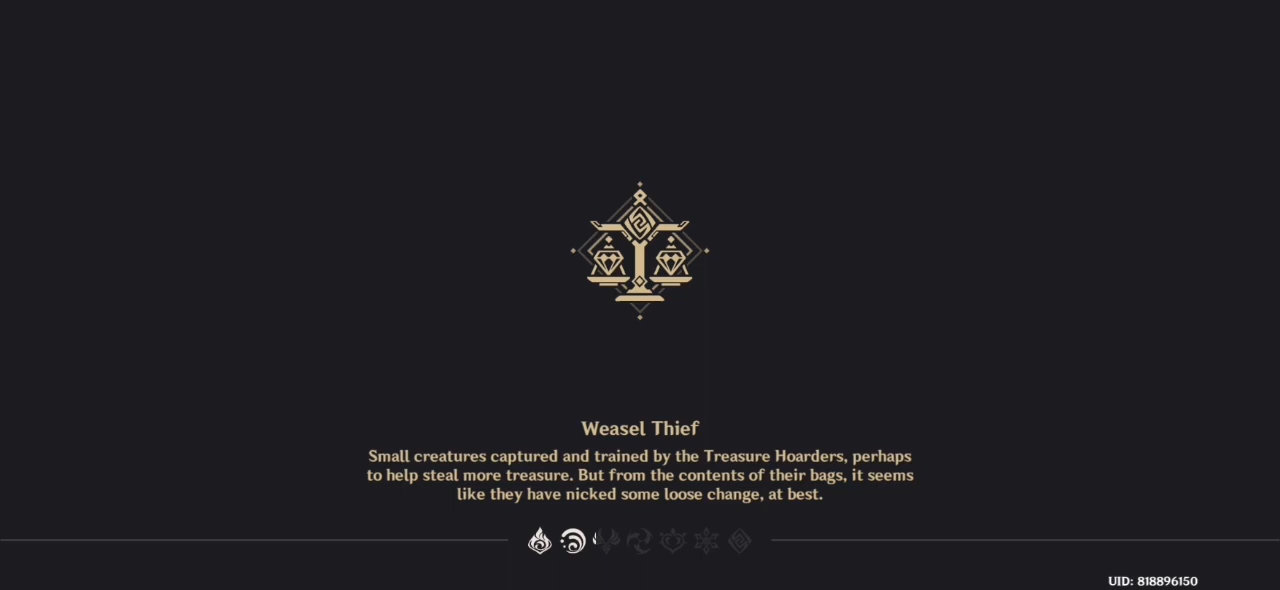 Weasel Thief
Small creatures captured and trained by the Treasure Hoarders, perhaps
to help steal more treasure. But from the contents of their bags, it seems
like they have nicked some loose change, at best.
UID: 818896150